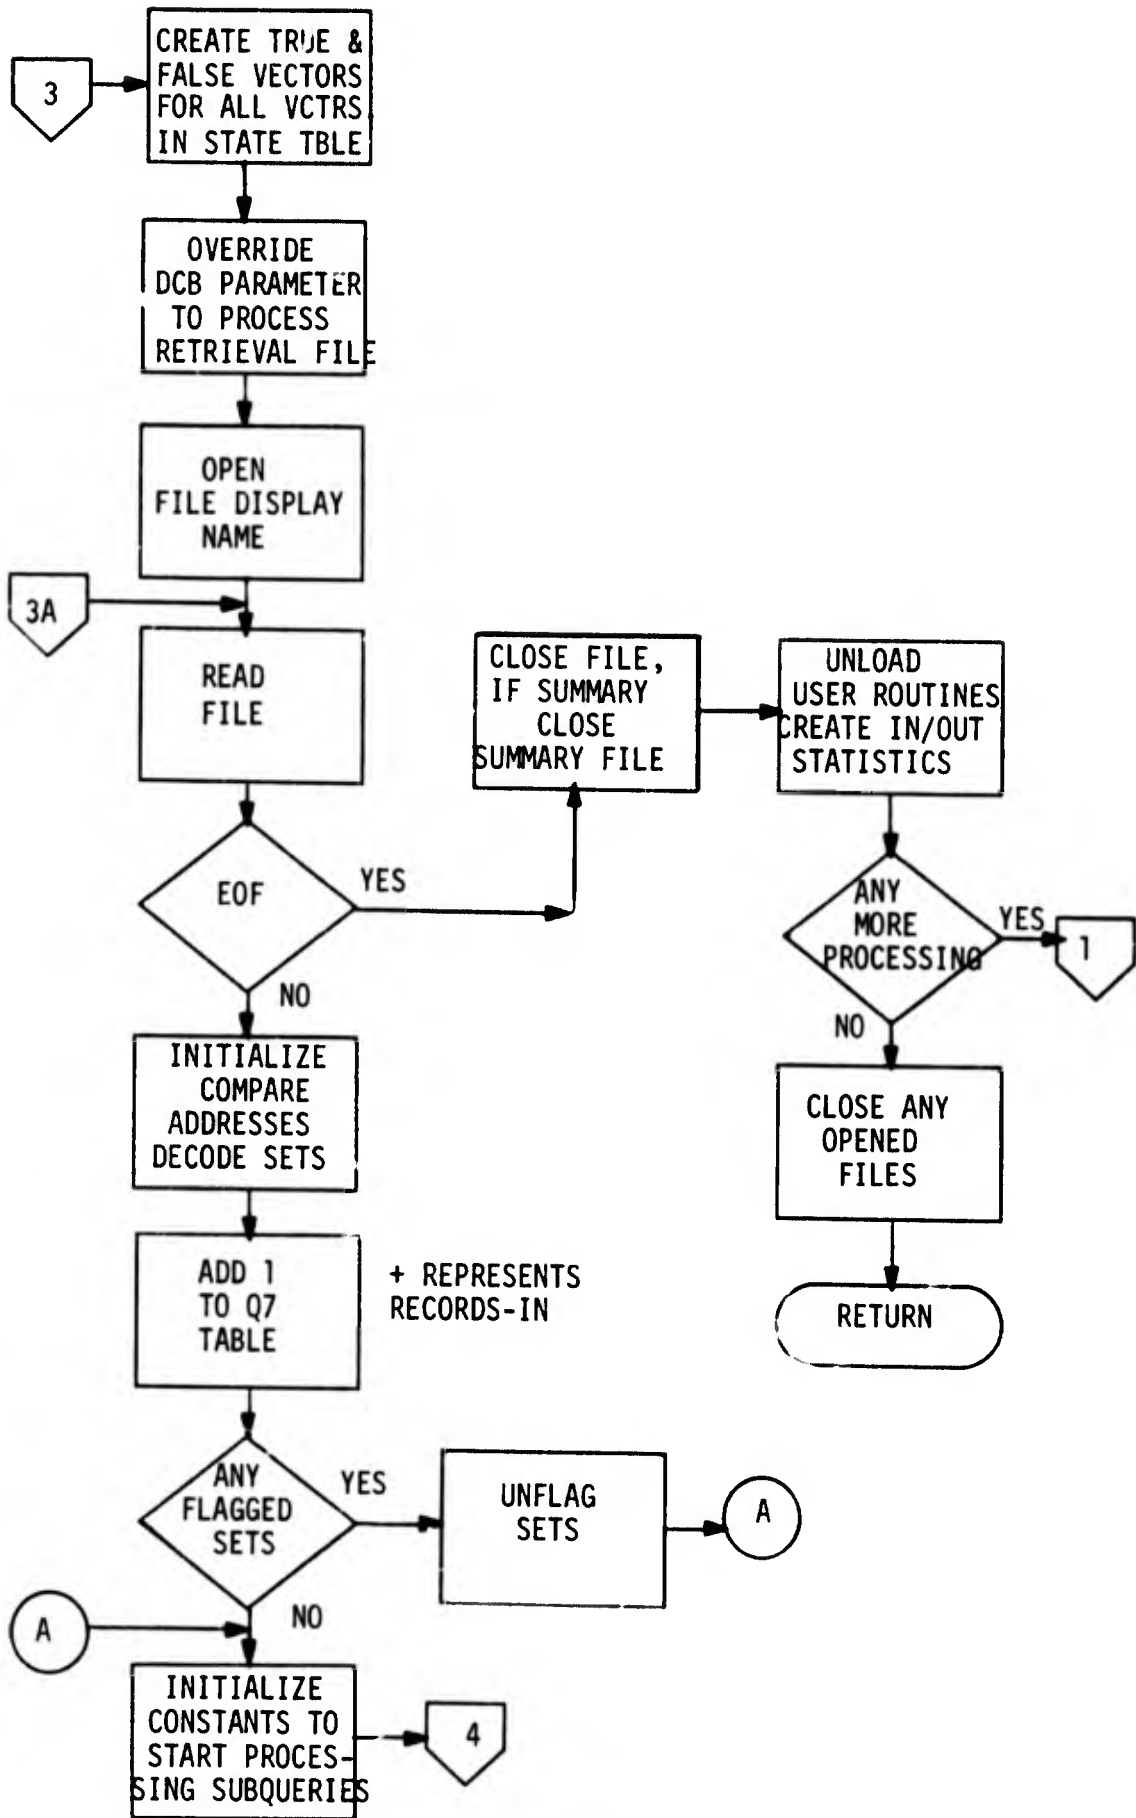 3
CREATE TRUE &
FALSE VECTORS
FOR ALL VCTRS
IN STATE TBLE
OVERRIDE
DCB PARAMETER
TO PROCESS
RETRIEVAL FILE
OPEN
FILE DISPLAY
NAME
3A
READ
FILE
EOF
YES
NO
CLOSE FILE,
IF SUMMARY
CLOSE
SUMMARY FILE
UNLOAD
USER ROUTINES
CREATE IN/OUT
STATISTICS
ANY
MORE
PROCESSING
YES
1
NO
CLOSE ANY
OPENED
FILES
RETURN
INITIALIZE
COMPARE
ADDRESSES
DECODE SETS
ADD 1
TO Q7
TABLE
+ REPRESENTS
RECORDS-IN
ANY
FLAGGED
SETS
YES
UNFLAG
SETS
A
A
NO
INITIALIZE
CONSTANTS TO
START PROCES-
SING SUBQUERIES
4